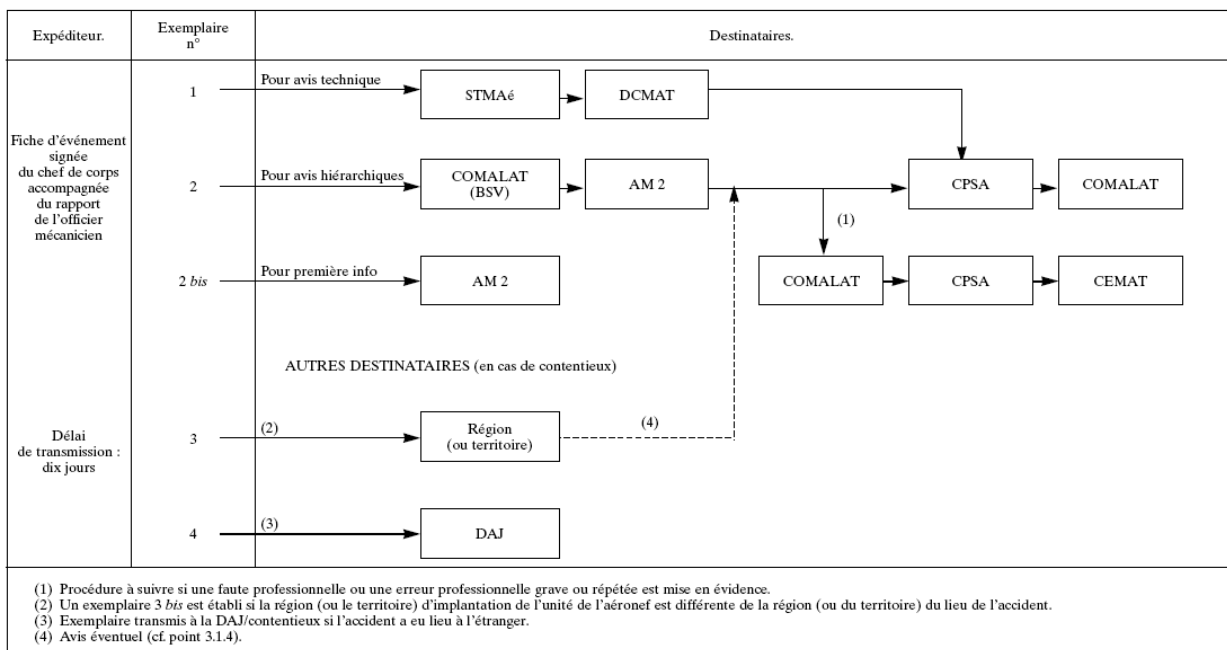 Expéditeur.
Exemplaire
n°
Destinataires.
Fiche d'événement
signée
du chef de corps
accompagnée
du rapport
de l'officier
mécanicien
1
Pour avis technique
STMAé
DCMAT
2
Pour avis hiérarchiques
COMALAT
(BSV)
AM 2
CPSA
COMALAT
(1)
2 bis
Pour première info
AM 2
COMALAT
CPSA
CEMAT
AUTRES DESTINATAIRES (en cas de contentieux)
Délai
de transmission :
dix jours
3
(2)
Région
(ou territoire)
(4)
4
(3)
DAJ
(1) Procédure à suivre si une faute professionnelle ou une erreur professionnelle grave ou répétée est mise en évidence.
(2) Un exemplaire 3 bis est établi si la région (ou le territoire) d'implantation de l'unité de l'aéronef est différente de la région (ou du territoire) du lieu de l'accident.
(3) Exemplaire transmis à la DAJ/contentieux si l'accident a eu lieu à l'étranger.
(4) Avis éventuel (cf. point 3.1.4).